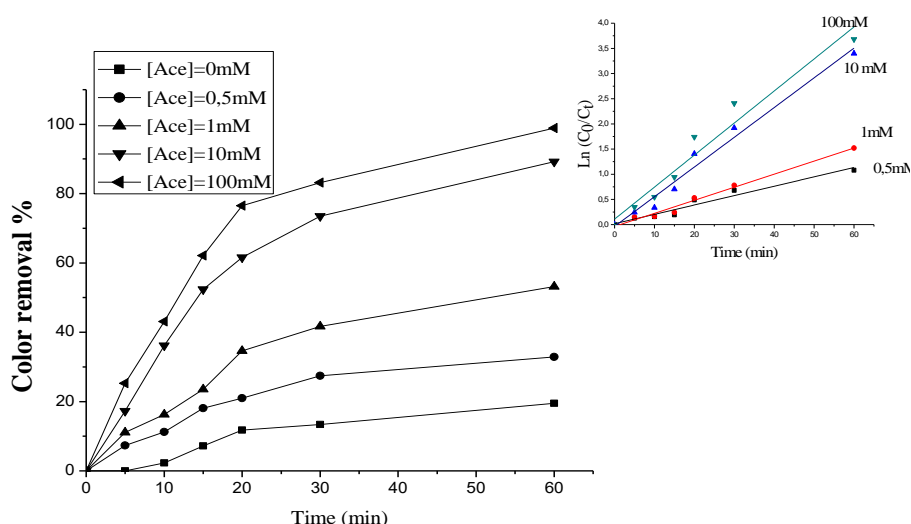 [Ace]=0mM
[Ace]=0,5mM
[Ace]=1mM
[Ace]=10mM
[Ace]=100mM
Color removal %
100
80
60
40
20
0
0 10 20 30 40 50 60
Time (min)
Ln (C0/Ct)
4,0
3,5
3,0
2,5
2,0
1,5
1,0
0,5
0,0
0 10 20 30 40 50 60
Time (min)
100mM
10 mM
1mM
0,5mM